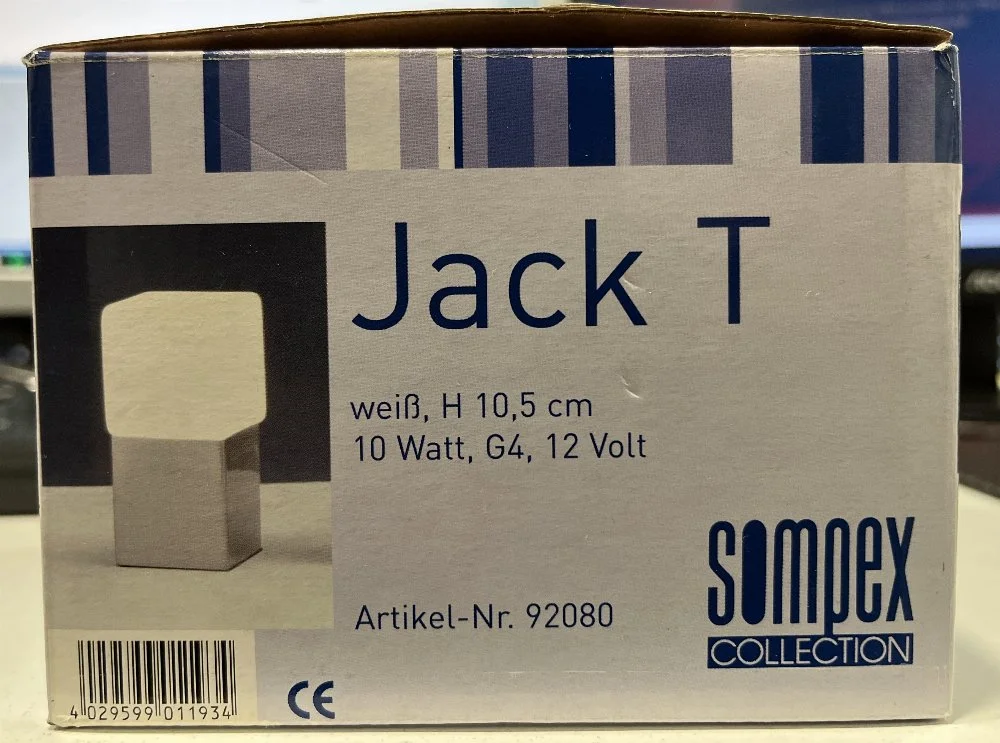 Jack T
weiß, H 10,5 cm
10 Watt, G4, 12 Volt
Artikel-Nr. 92080
sompex
COLLECTION
4 029599 011934
CE